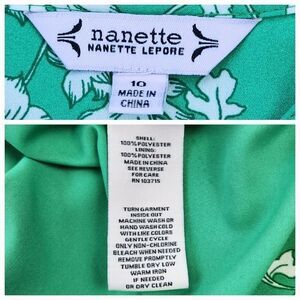 nanette
NANETTE LEPORE
10
MADE IN
CHINA
SHELL:
100%POLYESTER
LINING:
100%POLYESTER
MADE IN CHINA
SEE REVERSE
FOR CARE
RN 103715
TURN GARMENT
INSIDE OUT
MACHINE WASH OR
HAND WASH COLD
WITH LIKE COLORS
GENTLE CYCLE
ONLY NON-CHLORINE
BLEACH WHEN NEEDED
REMOVE PROMPTLY
TUMBLE DRY LOW
WARM IRON
IF NEEDED
OR DRY CLEAN